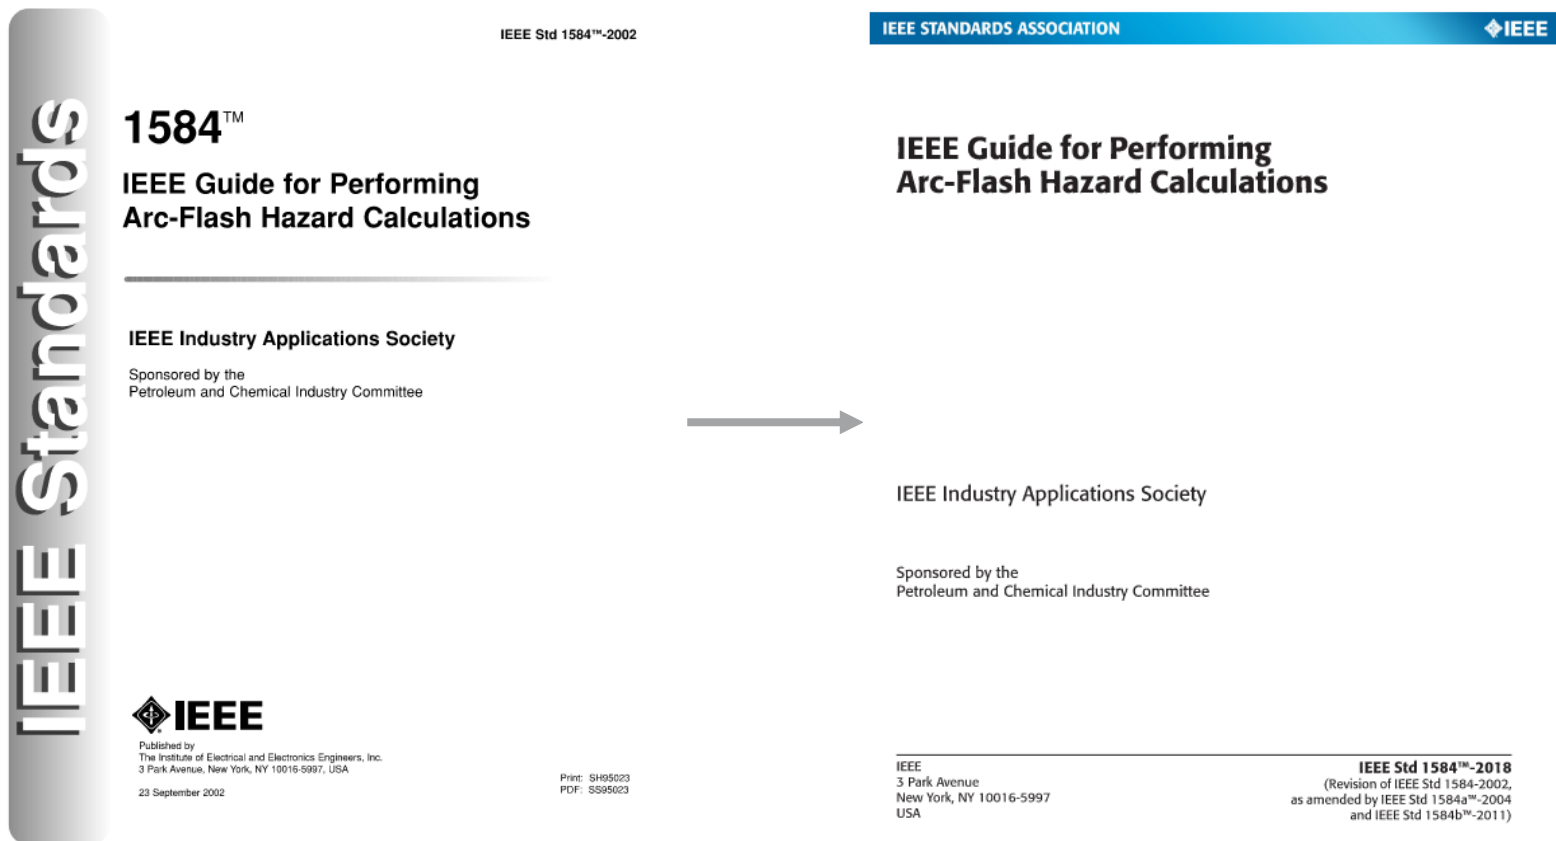 IEEE Standards
IEEE Std 1584™-2002
1584™
IEEE Guide for Performing
Arc-Flash Hazard Calculations
IEEE Industry Applications Society
Sponsored by the
Petroleum and Chemical Industry Committee
IEEE
Published by
The Institute of Electrical and Electronics Engineers, Inc.
3 Park Avenue, New York, NY 10016-5997, USA
23 September 2002
Print: SH95023
PDF: SS95023
IEEE STANDARDS ASSOCIATION
IEEE
IEEE Guide for Performing
Arc-Flash Hazard Calculations
IEEE Industry Applications Society
Sponsored by the
Petroleum and Chemical Industry Committee
IEEE
3 Park Avenue
New York, NY 10016-5997
USA
IEEE Std 1584™-2018
(Revision of IEEE Std 1584-2002,
as amended by IEEE Std 1584a™-2004
and IEEE Std 1584b™-2011)